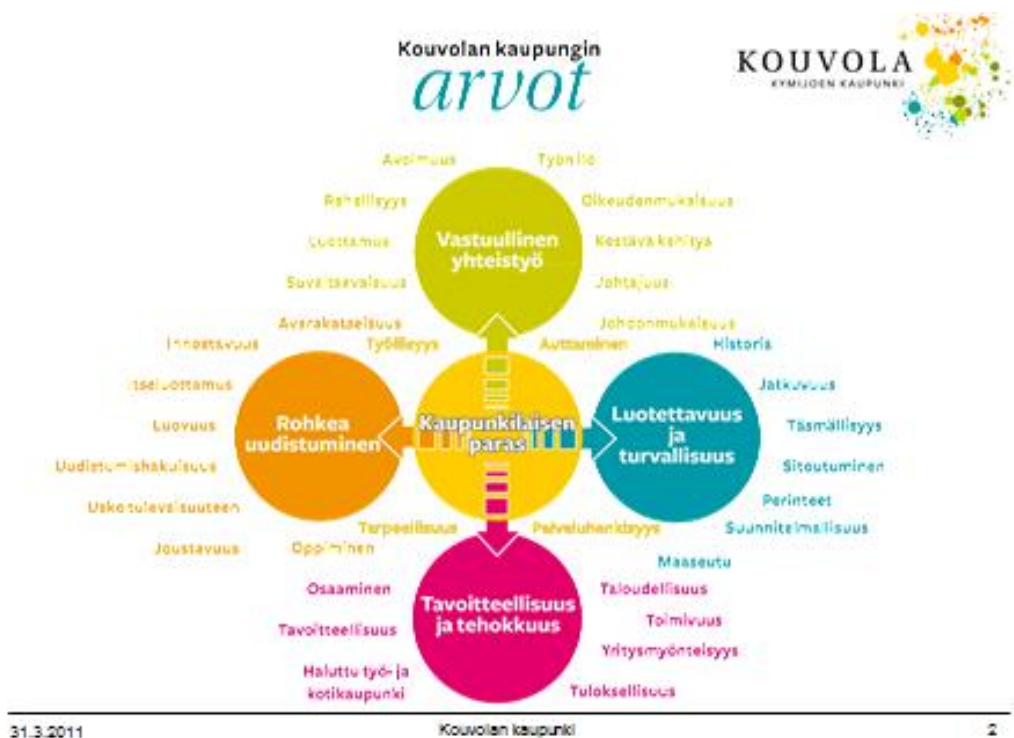 Kouvolan kaupungin
arvot
KOUVOLA
KYMIJOEN KAUPUNKI
Avoimuus
Työn ilo
Rehellisyys
Oikeudenmukaisuus
Luottamus
Vastuullinen
yhteistyö
Kestävä kehitys
Suvaitsevaisuus
Johtajuus
Avarakatseisuus
Johdonmukaisuus
Innostavuus
Työllisyys
Auttaminen
Historia
Itseluottamus
Jatkuvuus
Luovuus
Rohkea
uudistuminen
Kaupunkilaisen
paras
Luotettavuus
ja
turvallisuus
Täsmällisyys
Uudistumishakuisuus
Sitoutuminen
Usko tulevaisuuteen
Perinteet
Joustavuus
Oppiminen
Tarpeellisuus
Palveluhenkisyys
Suunnitelmallisuus
Maaseutu
Osaaminen
Tavoitteellisuus
ja tehokkuus
Taloudellisuus
Tavoitteellisuus
Toimivuus
Yritysmyönteisyys
Haluttu työ- ja
kotikaupunki
Tuloksellisuus
31.3.2011
Kouvolan kaupunki
2